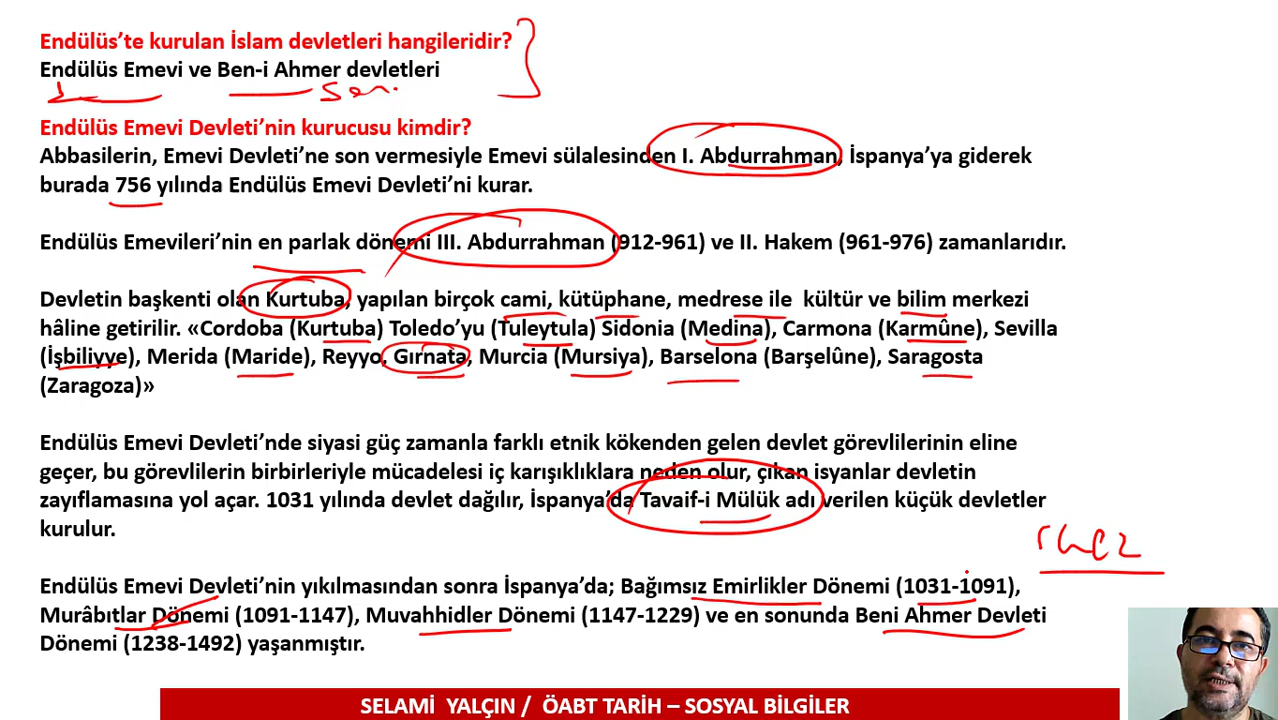 Endülüs’te kurulan İslam devletleri hangileridir?
Endülüs Emevi ve Ben-i Ahmer devletleri
Endülüs Emevi Devleti’nin kurucusu kimdir?
Abbasilerin, Emevi Devleti’ne son vermesiyle Emevi sülalesinden I. Abdurrahman, İspanya’ya giderek
burada 756 yılında Endülüs Emevi Devleti’ni kurar.
Endülüs Emevileri’nin en parlak dönemi III. Abdurrahman (912-961) ve II. Hakem (961-976) zamanlarıdır.
Devletin başkenti olan Kurtuba, yapılan birçok cami, kütüphane, medrese ile kültür ve bilim merkezi
hâline getirilir. «Cordoba (Kurtuba) Toledo’yu (Tuleytula) Sidonia (Medina), Carmona (Karmûne), Sevilla
(İşbiliyye), Merida (Maride), Reyyo, Gırnata, Murcia (Mursiya), Barselona (Barşelûne), Saragosta
(Zaragoza)»
Endülüs Emevi Devleti’nde siyasi güç zamanla farklı etnik kökenden gelen devlet görevlilerinin eline
geçer, bu görevlilerin birbirleriyle mücadelesi iç karışıklıklara neden olur, çıkan isyanlar devletin
zayıflamasına yol açar. 1031 yılında devlet dağılır, İspanya’da Tavaif-i Mülük adı verilen küçük devletler
kurulur.
Endülüs Emevi Devleti’nin yıkılmasından sonra İspanya’da; Bağımsız Emirlikler Dönemi (1031-1091),
Murâbıtlar Dönemi (1091-1147), Muvahhidler Dönemi (1147-1229) ve en sonunda Beni Ahmer Devleti
Dönemi (1238-1492) yaşanmıştır.
SELAMİ YALÇIN / ÖABT TARİH – SOSYAL BİLGİLER